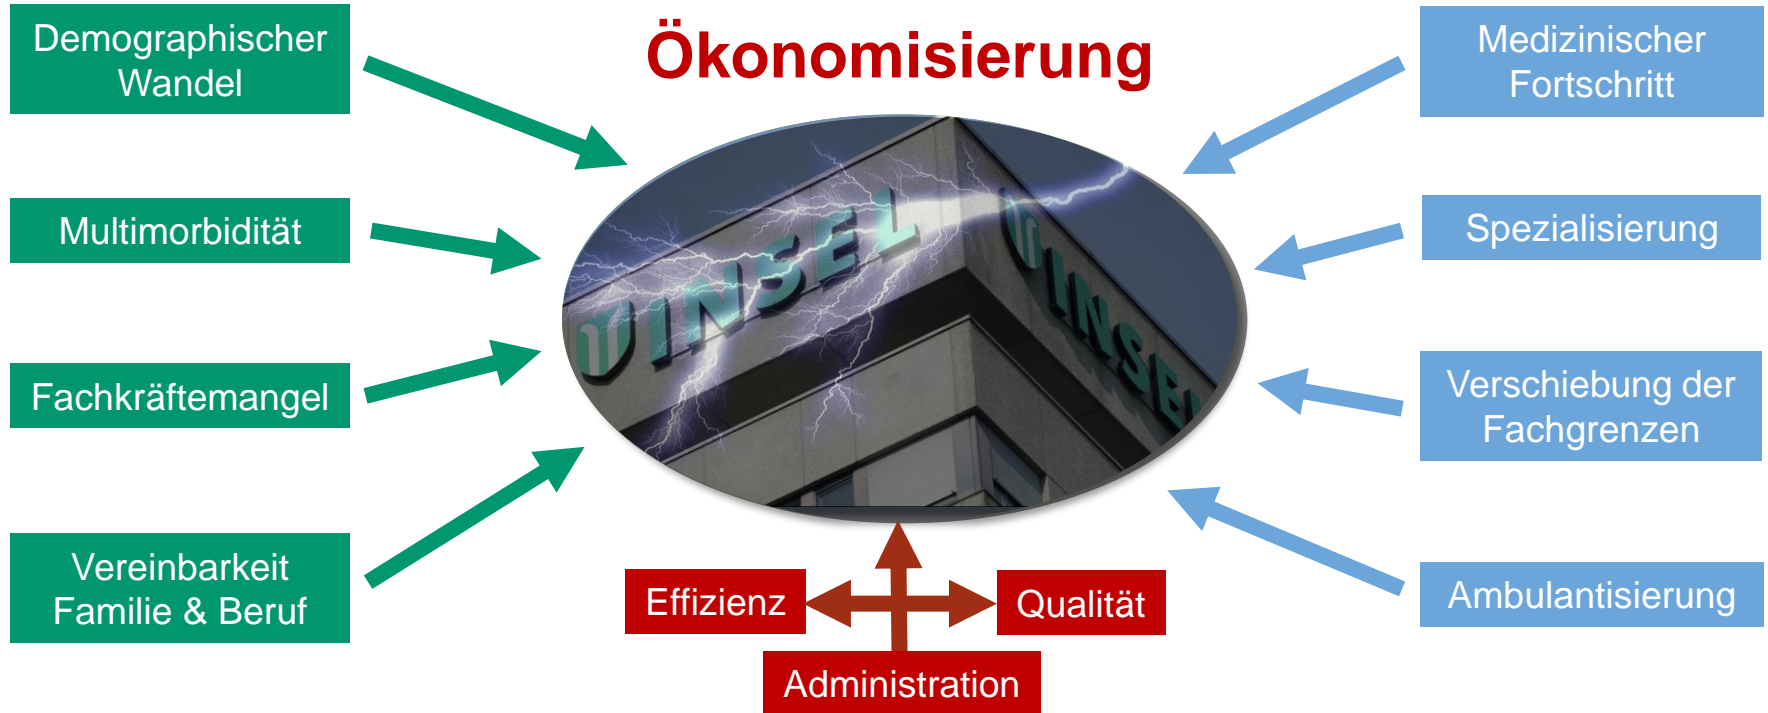 Ökonomisierung
Demographischer
Wandel
Multimorbidität
Fachkräftemangel
Vereinbarkeit
Familie & Beruf
INSEL
INSEL
Medizinischer
Fortschritt
Spezialisierung
Verschiebung der
Fachgrenzen
Ambulantisierung
Effizienz
Qualität
Administration